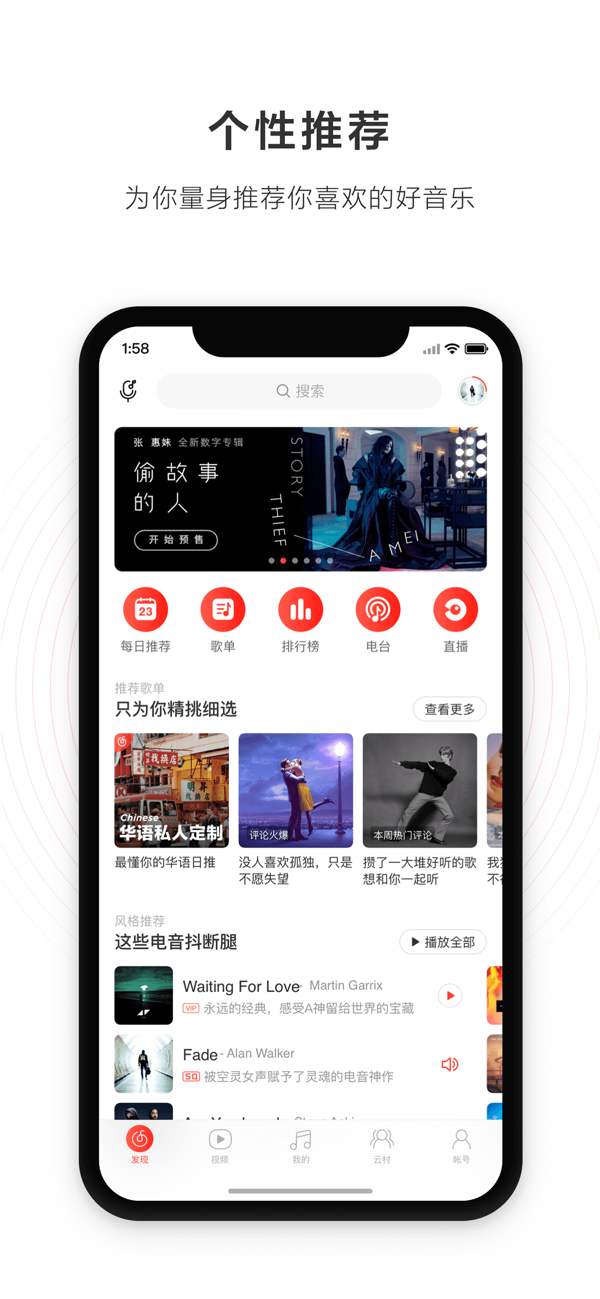 个性推荐
为你量身推荐你喜欢的好音乐
1:58
搜索
张 惠妹 全新数字专辑
偷故事
的人
开始预售
STORY
THIEF
A MEI
23
每日推荐
歌单
排行榜
电台
直播
推荐歌单
只为你精挑细选
查看更多
我换店
明昇
Chinese
华语私人定制
评论火爆
本周热门评论
最懂你的华语日推
没人喜欢孤独，只是
不愿失望
攒了一大堆好听的歌
想和你一起听
我
不
风格推荐
这些电音抖断腿
播放全部
Waiting For Love - Martin Garrix
VIP 永远的经典，感受A神留给世界的宝藏
Fade - Alan Walker
SQ 被空灵女声赋予了灵魂的电音神作
发现
视频
我的
云村
帐号